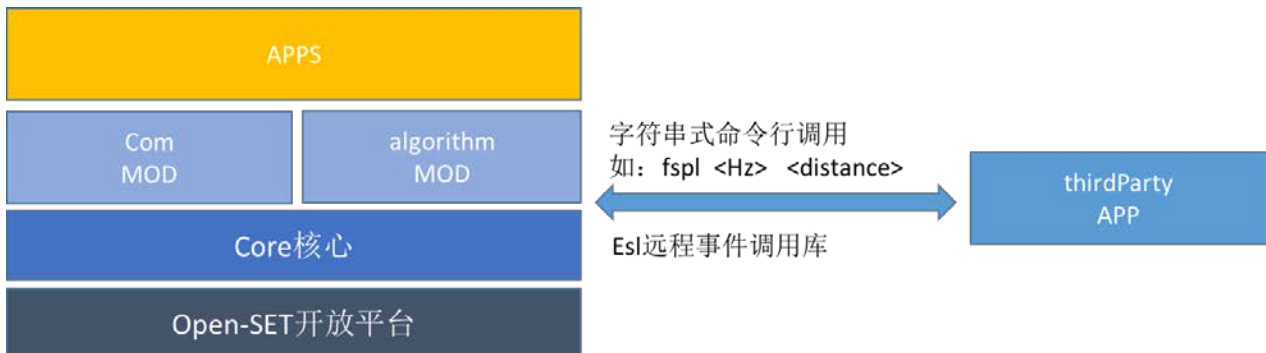 APPS
Com
MOD
algorithm
MOD
Core核心
Open-SET开放平台
字符串式命令行调用
如：fspl <Hz> <distance>
Esl远程事件调用库
thirdParty
APP